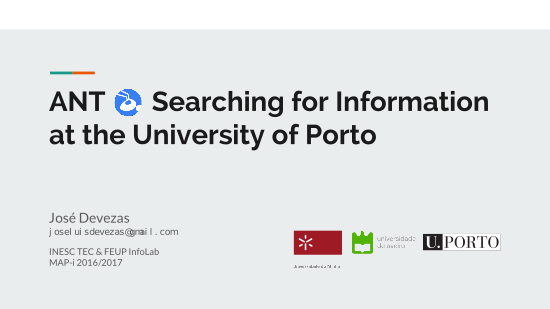 ANT Searching for Information
at the University of Porto
José Devezas
joseluisdevezas@gmail.com
INESC TEC & FEUP InfoLab
MAP-i 2016/2017
universidade
de aveiro
U.PORTO